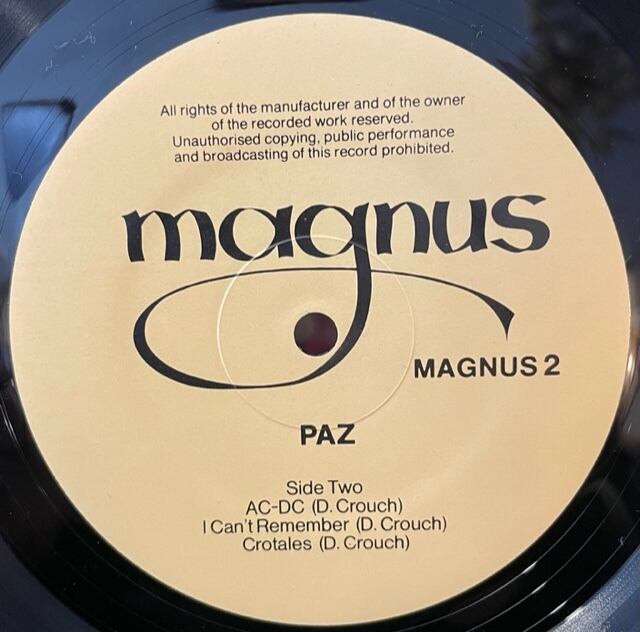 All rights of the manufacturer and of the owner
of the recorded work reserved.
Unauthorised copying, public performance
and broadcasting of this record prohibited.
magnus
MAGNUS 2
PAZ
Side Two
AC-DC (D. Crouch)
I Can't Remember (D. Crouch)
Crotales (D. Crouch)